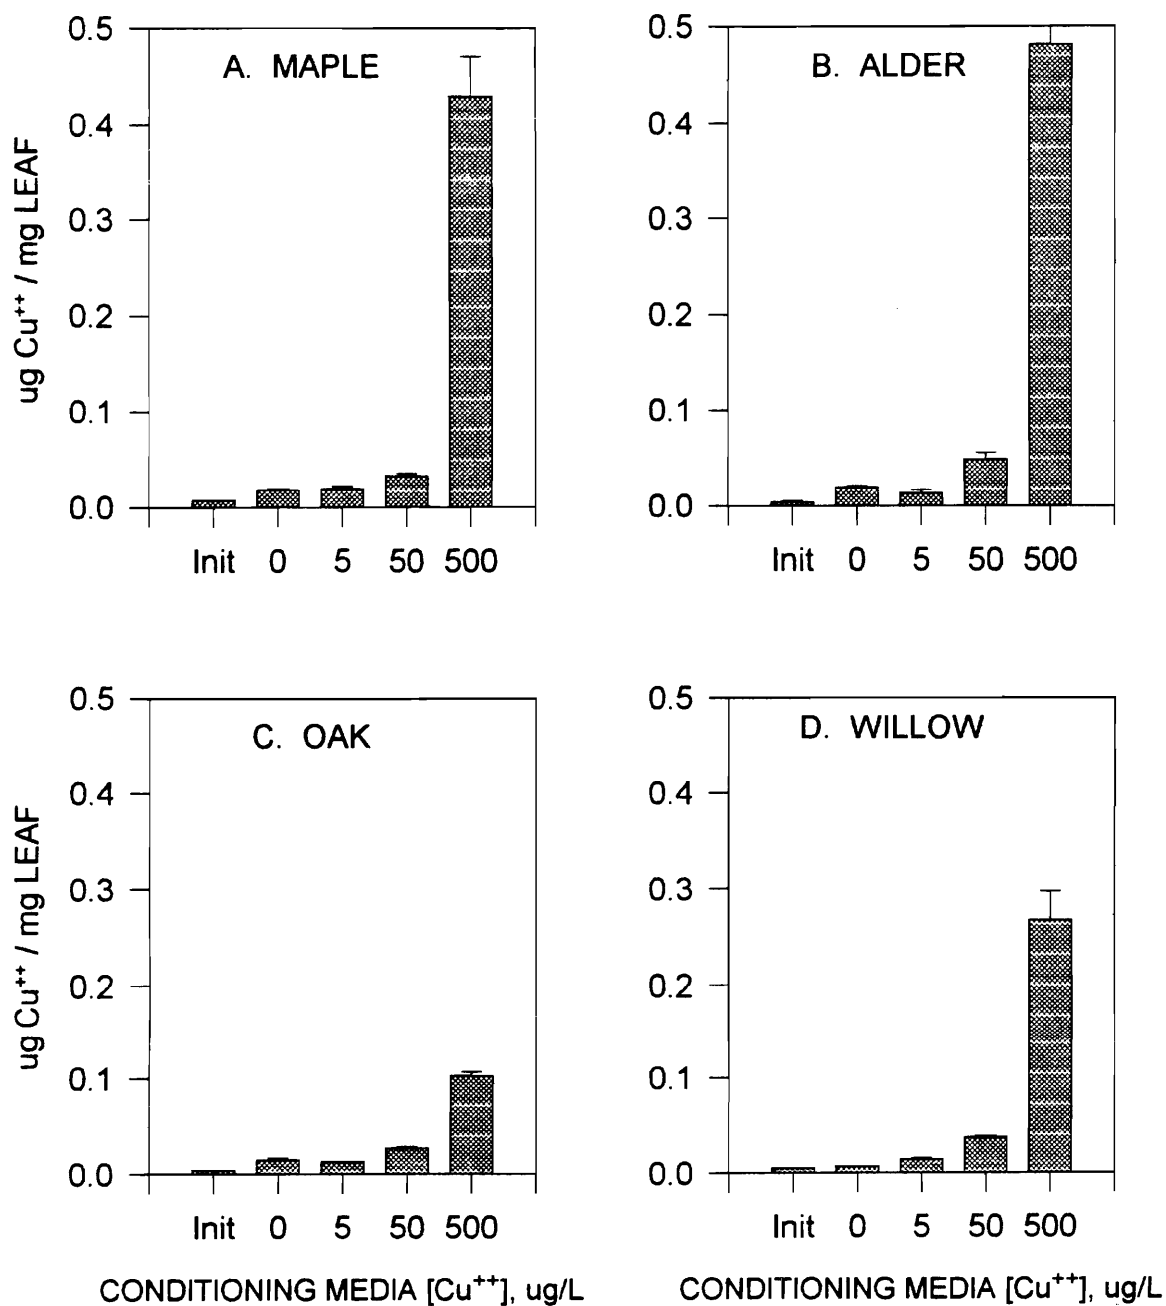 A. MAPLE
ug Cu⁺⁺ / mg LEAF
0.5
0.4
0.3
0.2
0.1
0.0
Init 0 5 50 500
B. ALDER
0.5
0.4
0.3
0.2
0.1
0.0
Init 0 5 50 500
C. OAK
ug Cu⁺⁺ / mg LEAF
0.5
0.4
0.3
0.2
0.1
0.0
Init 0 5 50 500
CONDITIONING MEDIA [Cu⁺⁺], ug/L
D. WILLOW
0.5
0.4
0.3
0.2
0.1
0.0
Init 0 5 50 500
CONDITIONING MEDIA [Cu⁺⁺], ug/L